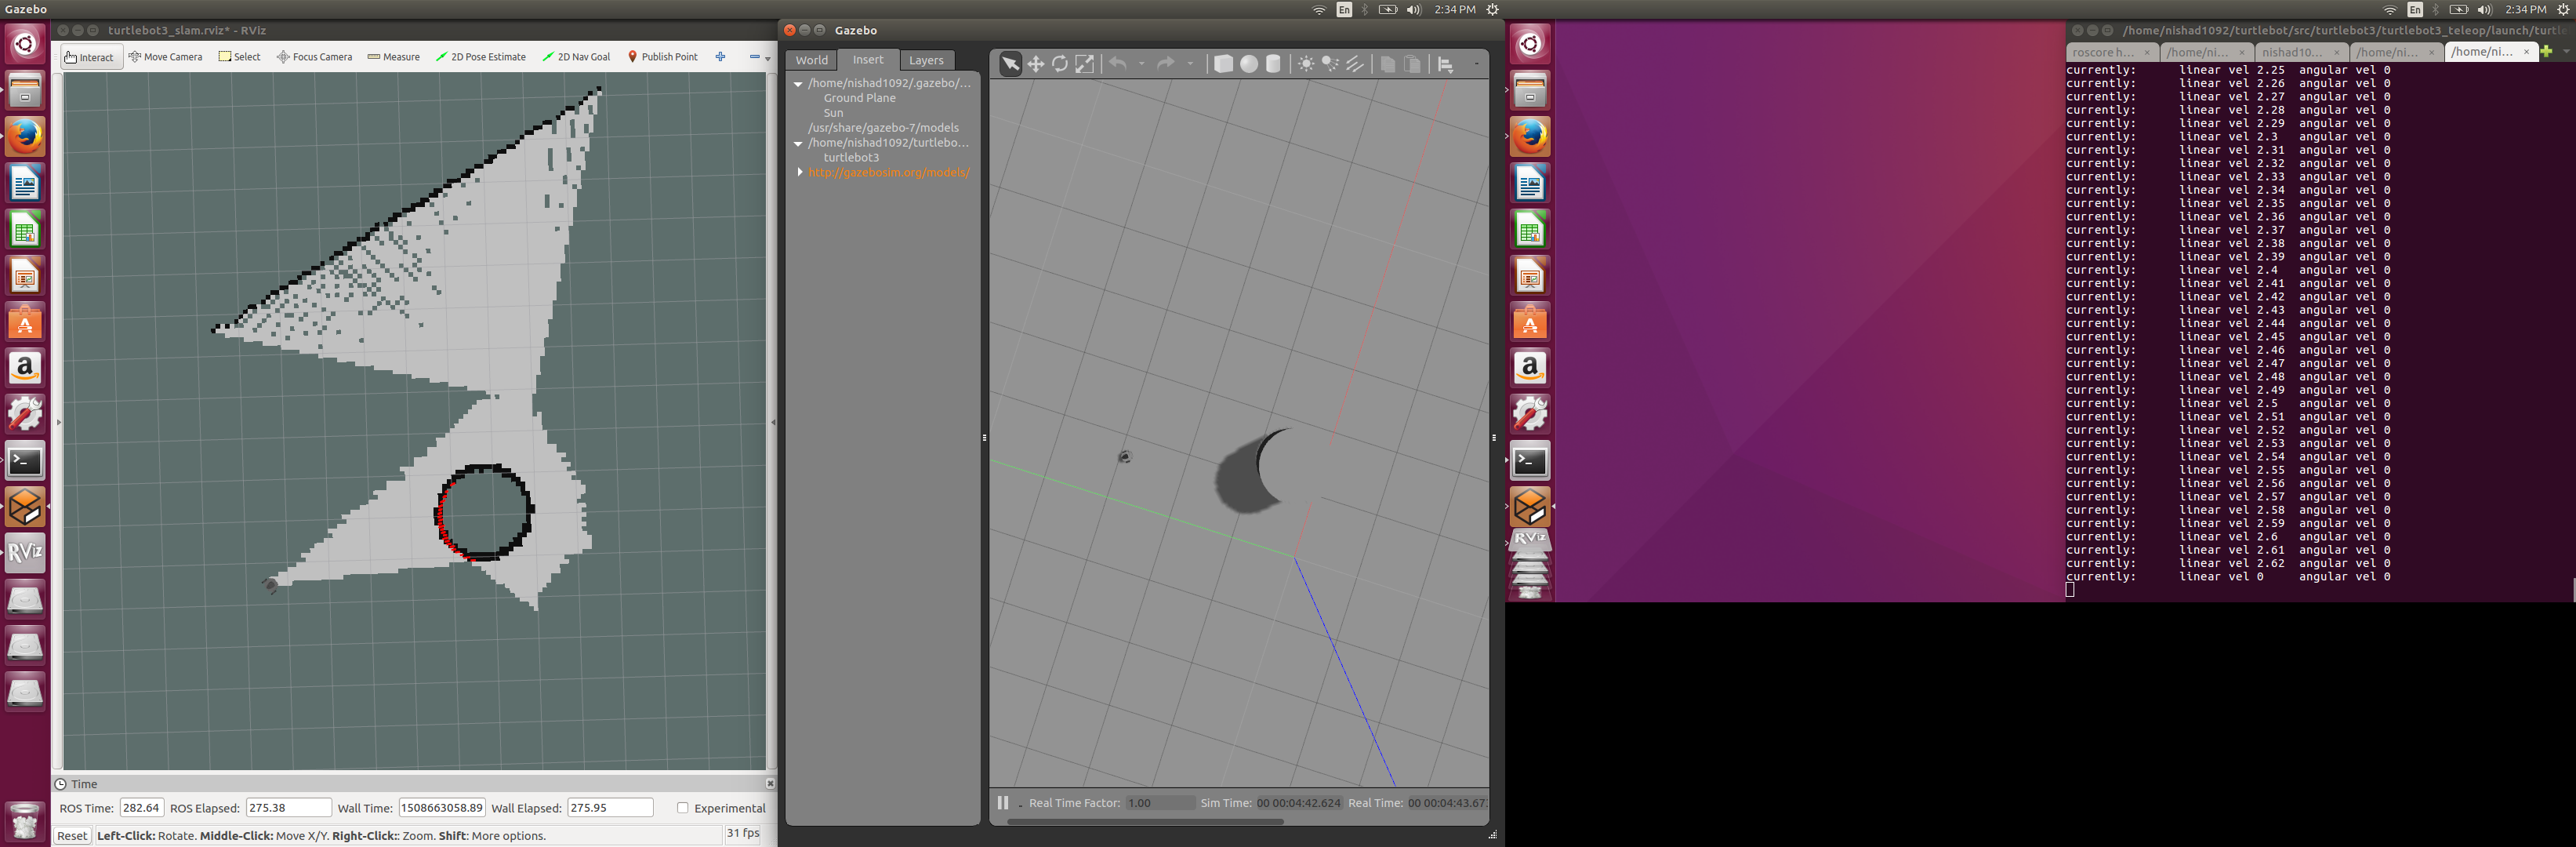 Gazebo
En
2:34 PM
En
2:34 PM
turtlebot3_slam.rviz* - RViz
Interact
Move Camera
Select
Focus Camera
Measure
2D Pose Estimate
2D Nav Goal
Publish Point
Time
ROS Time: 282.64 ROS Elapsed: 275.38 Wall Time: 1508663058.89 Wall Elapsed: 275.95 Experimental
Reset Left-Click: Rotate. Middle-Click: Move X/Y. Right-Click:: Zoom. Shift: More options. 31 fps
RViz
Gazebo
World Insert Layers
/home/nishad1092/.gazebo/...
Ground Plane
Sun
/usr/share/gazebo-7/models
/home/nishad1092/turtlebo...
turtlebot3
http://gazebosim.org/models/
Real Time Factor: 1.00 Sim Time: 00 00:04:42.624 Real Time: 00 00:04:43.67
RViz
/home/nishad1092/turtlebot/src/turtlebot3/turtlebot3_teleop/launch/turtle
roscore h... × /home/ni... × nishad10... × /home/ni... × /home/ni... ×
currently: linear vel 2.25 angular vel 0
currently: linear vel 2.26 angular vel 0
currently: linear vel 2.27 angular vel 0
currently: linear vel 2.28 angular vel 0
currently: linear vel 2.29 angular vel 0
currently: linear vel 2.3 angular vel 0
currently: linear vel 2.31 angular vel 0
currently: linear vel 2.32 angular vel 0
currently: linear vel 2.33 angular vel 0
currently: linear vel 2.34 angular vel 0
currently: linear vel 2.35 angular vel 0
currently: linear vel 2.36 angular vel 0
currently: linear vel 2.37 angular vel 0
currently: linear vel 2.38 angular vel 0
currently: linear vel 2.39 angular vel 0
currently: linear vel 2.4 angular vel 0
currently: linear vel 2.41 angular vel 0
currently: linear vel 2.42 angular vel 0
currently: linear vel 2.43 angular vel 0
currently: linear vel 2.44 angular vel 0
currently: linear vel 2.45 angular vel 0
currently: linear vel 2.46 angular vel 0
currently: linear vel 2.47 angular vel 0
currently: linear vel 2.48 angular vel 0
currently: linear vel 2.49 angular vel 0
currently: linear vel 2.5 angular vel 0
currently: linear vel 2.51 angular vel 0
currently: linear vel 2.52 angular vel 0
currently: linear vel 2.53 angular vel 0
currently: linear vel 2.54 angular vel 0
currently: linear vel 2.55 angular vel 0
currently: linear vel 2.56 angular vel 0
currently: linear vel 2.57 angular vel 0
currently: linear vel 2.58 angular vel 0
currently: linear vel 2.59 angular vel 0
currently: linear vel 2.6 angular vel 0
currently: linear vel 2.61 angular vel 0
currently: linear vel 2.62 angular vel 0
currently: linear vel 0 angular vel 0